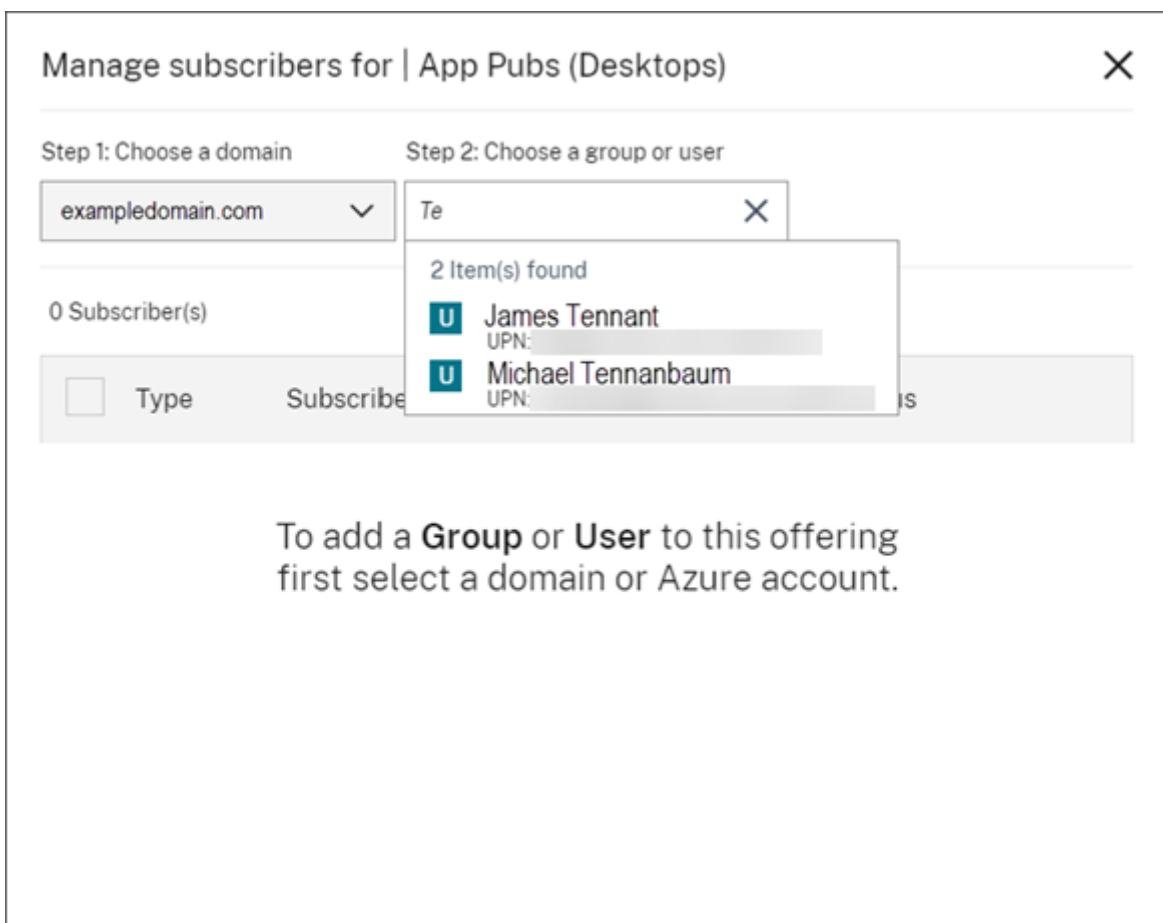 Manage subscribers for | App Pubs (Desktops)
Step 1: Choose a domain
Step 2: Choose a group or user
exampledomain.com
Te
2 Item(s) found
U James Tennant
UPN:
U Michael Tennanbaum
UPN:
0 Subscriber(s)
Type
To add a Group or User to this offering
first select a domain or Azure account.